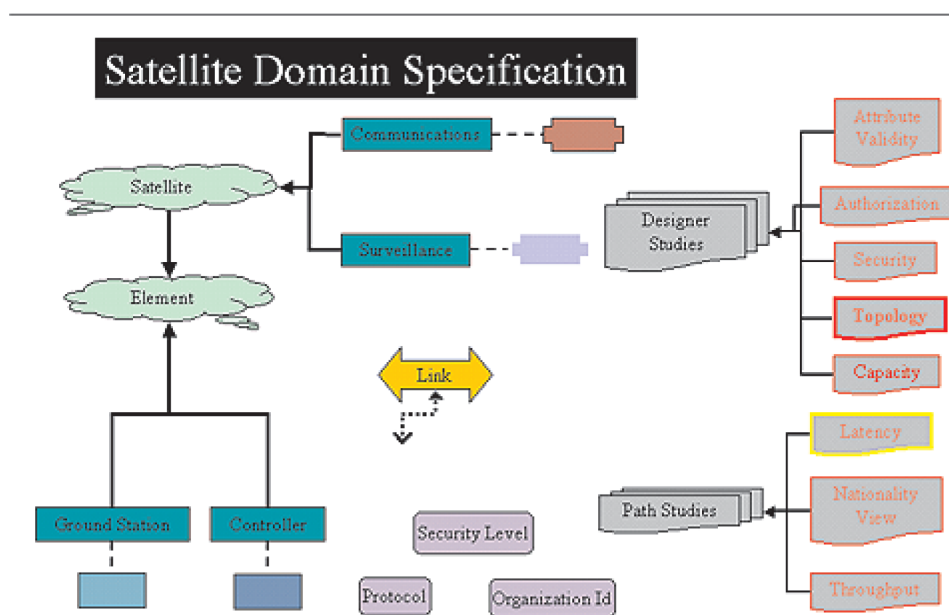 Satellite Domain Specification
Communications
Attribute
Validity
Satellite
Authorization
Designer
Studies
Surveillance
Security
Element
Topology
Link
Capacity
Latency
Nationality
View
Path Studies
Ground Station
Controller
Security Level
Protocol
Organization Id
Throughput